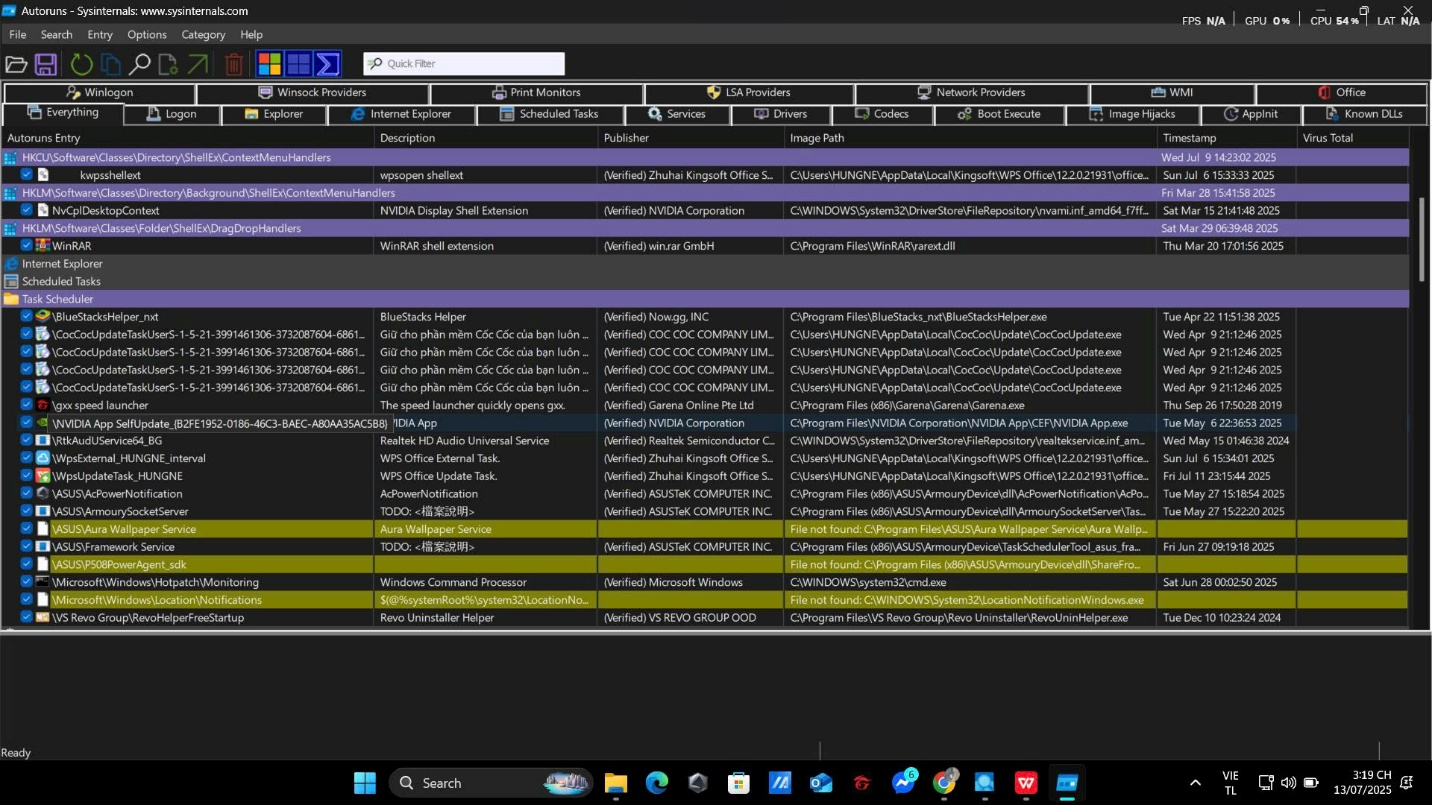 Autoruns - Sysinternals: www.sysinternals.com
FPS N/A | GPU 0 % | CPU 54 % | LAT N/A
File Search Entry Options Category Help
Quick Filter
Winlogon Winsock Providers Print Monitors LSA Providers Network Providers WMI Office
Everything Logon Explorer Internet Explorer Scheduled Tasks Services Drivers Codecs Boot Execute Image Hijacks AppInit Known DLLs
Autoruns Entry Description Publisher Image Path Timestamp Virus Total
HKCU\Software\Classes\Directory\ShellEx\ContextMenuHandlers Wed Jul 9 14:23:02 2025
kwpsshellext wpsopen shellext (Verified) Zhuhai Kingsoft Office S... C:\Users\HUNGNE\AppData\Local\Kingsoft\WPS Office\12.2.0.21931\office... Sun Jul 6 15:33:33 2025
HKLM\Software\Classes\Directory\Background\ShellEx\ContextMenuHandlers Fri Mar 28 15:41:58 2025
NvCplDesktopContext NVIDIA Display Shell Extension (Verified) NVIDIA Corporation C:\WINDOWS\System32\DriverStore\FileRepository\nvami.inf_amd64_f7ff... Sat Mar 15 21:41:48 2025
HKLM\Software\Classes\Folder\ShellEx\DragDropHandlers Sat Mar 29 06:39:48 2025
WinRAR WinRAR shell extension (Verified) win.rar GmbH C:\Program Files\WinRAR\rarext.dll Thu Mar 20 17:01:56 2025
Internet Explorer
Scheduled Tasks
Task Scheduler
\BlueStacksHelper_nxt BlueStacks Helper (Verified) Now.gg, INC C:\Program Files\BlueStacks_nxt\BlueStacksHelper.exe Tue Apr 22 11:51:38 2025
\CocCocUpdateTaskUserS-1-5-21-3991461306-3732087604-6861... Giữ cho phần mềm Cốc Cốc của bạn luôn ... (Verified) COC COC COMPANY LIM... C:\Users\HUNGNE\AppData\Local\CocCoc\Update\CocCocUpdate.exe Wed Apr 9 21:12:46 2025
\CocCocUpdateTaskUserS-1-5-21-3991461306-3732087604-6861... Giữ cho phần mềm Cốc Cốc của bạn luôn ... (Verified) COC COC COMPANY LIM... C:\Users\HUNGNE\AppData\Local\CocCoc\Update\CocCocUpdate.exe Wed Apr 9 21:12:46 2025
\CocCocUpdateTaskUserS-1-5-21-3991461306-3732087604-6861... Giữ cho phần mềm Cốc Cốc của bạn luôn ... (Verified) COC COC COMPANY LIM... C:\Users\HUNGNE\AppData\Local\CocCoc\Update\CocCocUpdate.exe Wed Apr 9 21:12:46 2025
\CocCocUpdateTaskUserS-1-5-21-3991461306-3732087604-6861... Giữ cho phần mềm Cốc Cốc của bạn luôn ... (Verified) COC COC COMPANY LIM... C:\Users\HUNGNE\AppData\Local\CocCoc\Update\CocCocUpdate.exe Wed Apr 9 21:12:46 2025
\gxx speed launcher The speed launcher quickly opens gxx. (Verified) Garena Online Pte Ltd C:\Program Files (x86)\Garena\Garena.exe Thu Sep 26 17:50:28 2019
\NVIDIA App SelfUpdate_{B2FE1952-0186-46C3-BAEC-A80AA35AC5B8} VIDIA App (Verified) NVIDIA Corporation C:\Program Files\NVIDIA Corporation\NVIDIA App\CEF\NVIDIA App.exe Tue May 6 22:36:53 2025
\RtkAudUService64_BG Realtek HD Audio Universal Service (Verified) Realtek Semiconductor C... C:\WINDOWS\System32\DriverStore\FileRepository\realtekservice.inf_am... Wed May 15 01:46:38 2024
\WpsExternal_HUNGNE_interval WPS Office External Task. (Verified) Zhuhai Kingsoft Office S... C:\Users\HUNGNE\AppData\Local\Kingsoft\WPS Office\12.2.0.21931\office... Sun Jul 6 15:34:01 2025
\WpsUpdateTask_HUNGNE WPS Office Update Task. (Verified) Zhuhai Kingsoft Office S... C:\Users\HUNGNE\AppData\Local\Kingsoft\WPS Office\12.2.0.21931\office... Fri Jul 11 23:15:44 2025
\ASUS\AcPowerNotification AcPowerNotification (Verified) ASUSTeK COMPUTER INC. C:\Program Files (x86)\ASUS\ArmouryDevice\dll\AcPowerNotification\AcPo... Tue May 27 15:18:54 2025
\ASUS\ArmourySocketServer TODO: <檔案說明> (Verified) ASUSTeK COMPUTER INC. C:\Program Files (x86)\ASUS\ArmouryDevice\dll\ArmourySocketServer\Tas... Tue May 27 15:22:20 2025
\ASUS\Aura Wallpaper Service Aura Wallpaper Service File not found: C:\Program Files\ASUS\Aura Wallpaper Service\Aura Wallp...
\ASUS\Framework Service TODO: <檔案說明> (Verified) ASUSTeK COMPUTER INC. C:\Program Files (x86)\ASUS\ArmouryDevice\TaskSchedulerTool_asus_fra... Fri Jun 27 09:19:18 2025
\ASUS\P508PowerAgent_sdk File not found: C:\Program Files (x86)\ASUS\ArmouryDevice\dll\ShareFro...
\Microsoft\Windows\Hotpatch\Monitoring Windows Command Processor (Verified) Microsoft Windows C:\WINDOWS\system32\cmd.exe Sat Jun 28 00:02:50 2025
\Microsoft\Windows\Location\Notifications $(@%systemRoot%\system32\LocationNo... File not found: C:\WINDOWS\System32\LocationNotificationWindows.exe
\VS Revo Group\RevoHelperFreeStartup Revo Uninstaller Helper (Verified) VS REVO GROUP OOD C:\Program Files\VS Revo Group\Revo Uninstaller\RevoUninHelper.exe Tue Dec 10 10:23:24 2024
Ready
Search 6 VIE TL 3:19 CH 13/07/2025